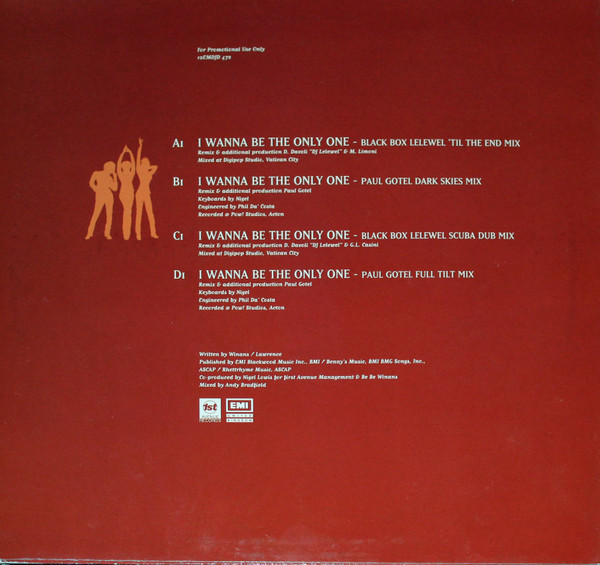 For Promotional Use Only
12EMDJD 472
A1 I WANNA BE THE ONLY ONE - BLACK BOX LELEWEL 'TIL THE END MIX
Remix & additional production D. Davoli "DJ Lelewel" & M. Limoni
Mixed at Digipop Studio, Vatican City
B1 I WANNA BE THE ONLY ONE - PAUL GOTEL DARK SKIES MIX
Remix & additional production Paul Gotel
Keyboards by Nigel
Engineered by Phil Da' Costa
Recorded @ Pow! Studios, Acton
C1 I WANNA BE THE ONLY ONE - BLACK BOX LELEWEL SCUBA DUB MIX
Remix & additional production D. Davoli "DJ Lelewel" & G.L. Casini
Mixed at Digipop Studio, Vatican City
D1 I WANNA BE THE ONLY ONE - PAUL GOTEL FULL TILT MIX
Remix & additional production Paul Gotel
Keyboards by Nigel
Engineered by Phil Da' Costa
Recorded @ Pow! Studios, Acton
Written by Winans / Lawrence
Published by EMI Blackwood Music Inc., BMI / Benny's Music, BMI BMG Songs, Inc.,
ASCAP / Rhettrhyme Music, ASCAP
Co-produced by Nigel Lowis for First Avenue Management & Be Be Winans
Mixed by Andy Bradfield
1st
AVENUE
RECORDS
EMI
UNITED
KINGDOM